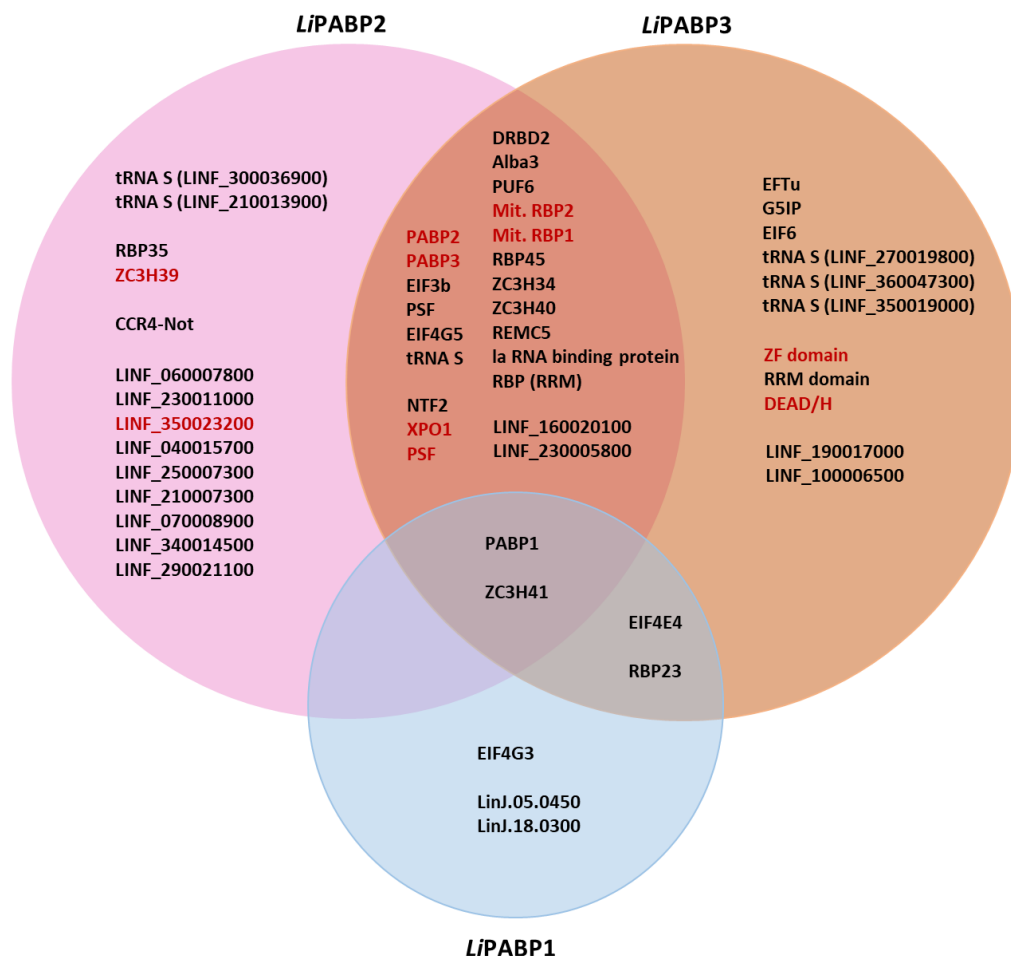 LiPABP2
LiPABP3
tRNA S (LINF_300036900)
tRNA S (LINF_210013900)
RBP35
ZC3H39
CCR4-Not
LINF_060007800
LINF_230011000
LINF_350023200
LINF_040015700
LINF_250007300
LINF_210007300
LINF_070008900
LINF_340014500
LINF_290021100
PABP2
PABP3
EIF3b
PSF
EIF4G5
tRNA S
NTF2
XPO1
PSF
DRBD2
Alba3
PUF6
Mit. RBP2
Mit. RBP1
RBP45
ZC3H34
ZC3H40
REMC5
la RNA binding protein
RBP (RRM)
LINF_160020100
LINF_230005800
EFTu
G5IP
EIF6
tRNA S (LINF_270019800)
tRNA S (LINF_360047300)
tRNA S (LINF_350019000)
ZF domain
RRM domain
DEAD/H
LINF_190017000
LINF_100006500
PABP1
ZC3H41
EIF4E4
RBP23
EIF4G3
LinJ.05.0450
LinJ.18.0300
LiPABP1